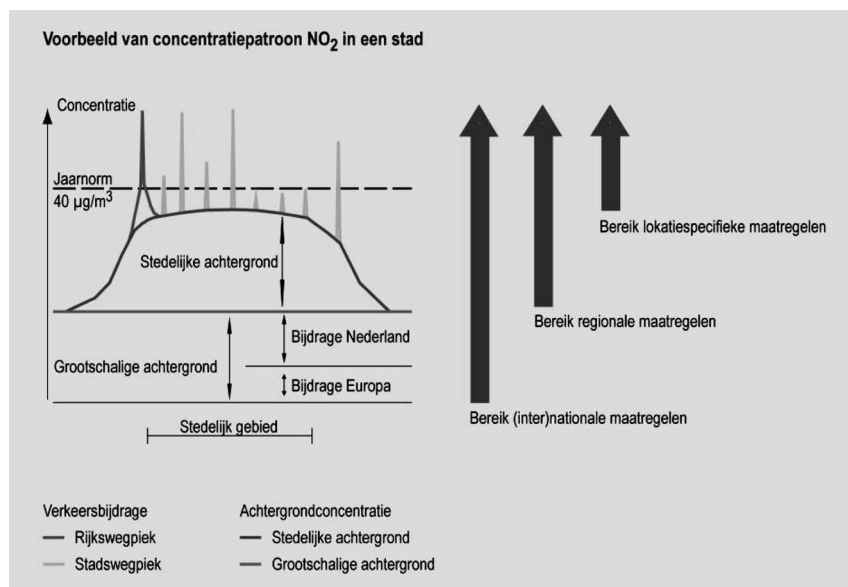 Voorbeeld van concentratiepatroon NO2 in een stad
Concentratie
Jaarnorm
40 µg/m3
Stedelijke achtergrond
Bijdrage Nederland
Grootschalige achtergrond
Bijdrage Europa
Stedelijk gebied
Bereik lokatiespecifieke maatregelen
Bereik regionale maatregelen
Bereik (inter)nationale maatregelen
Verkeersbijdrage
Rijkswegpiek
Stadswegpiek
Achtergrondconcentratie
Stedelijke achtergrond
Grootschalige achtergrond